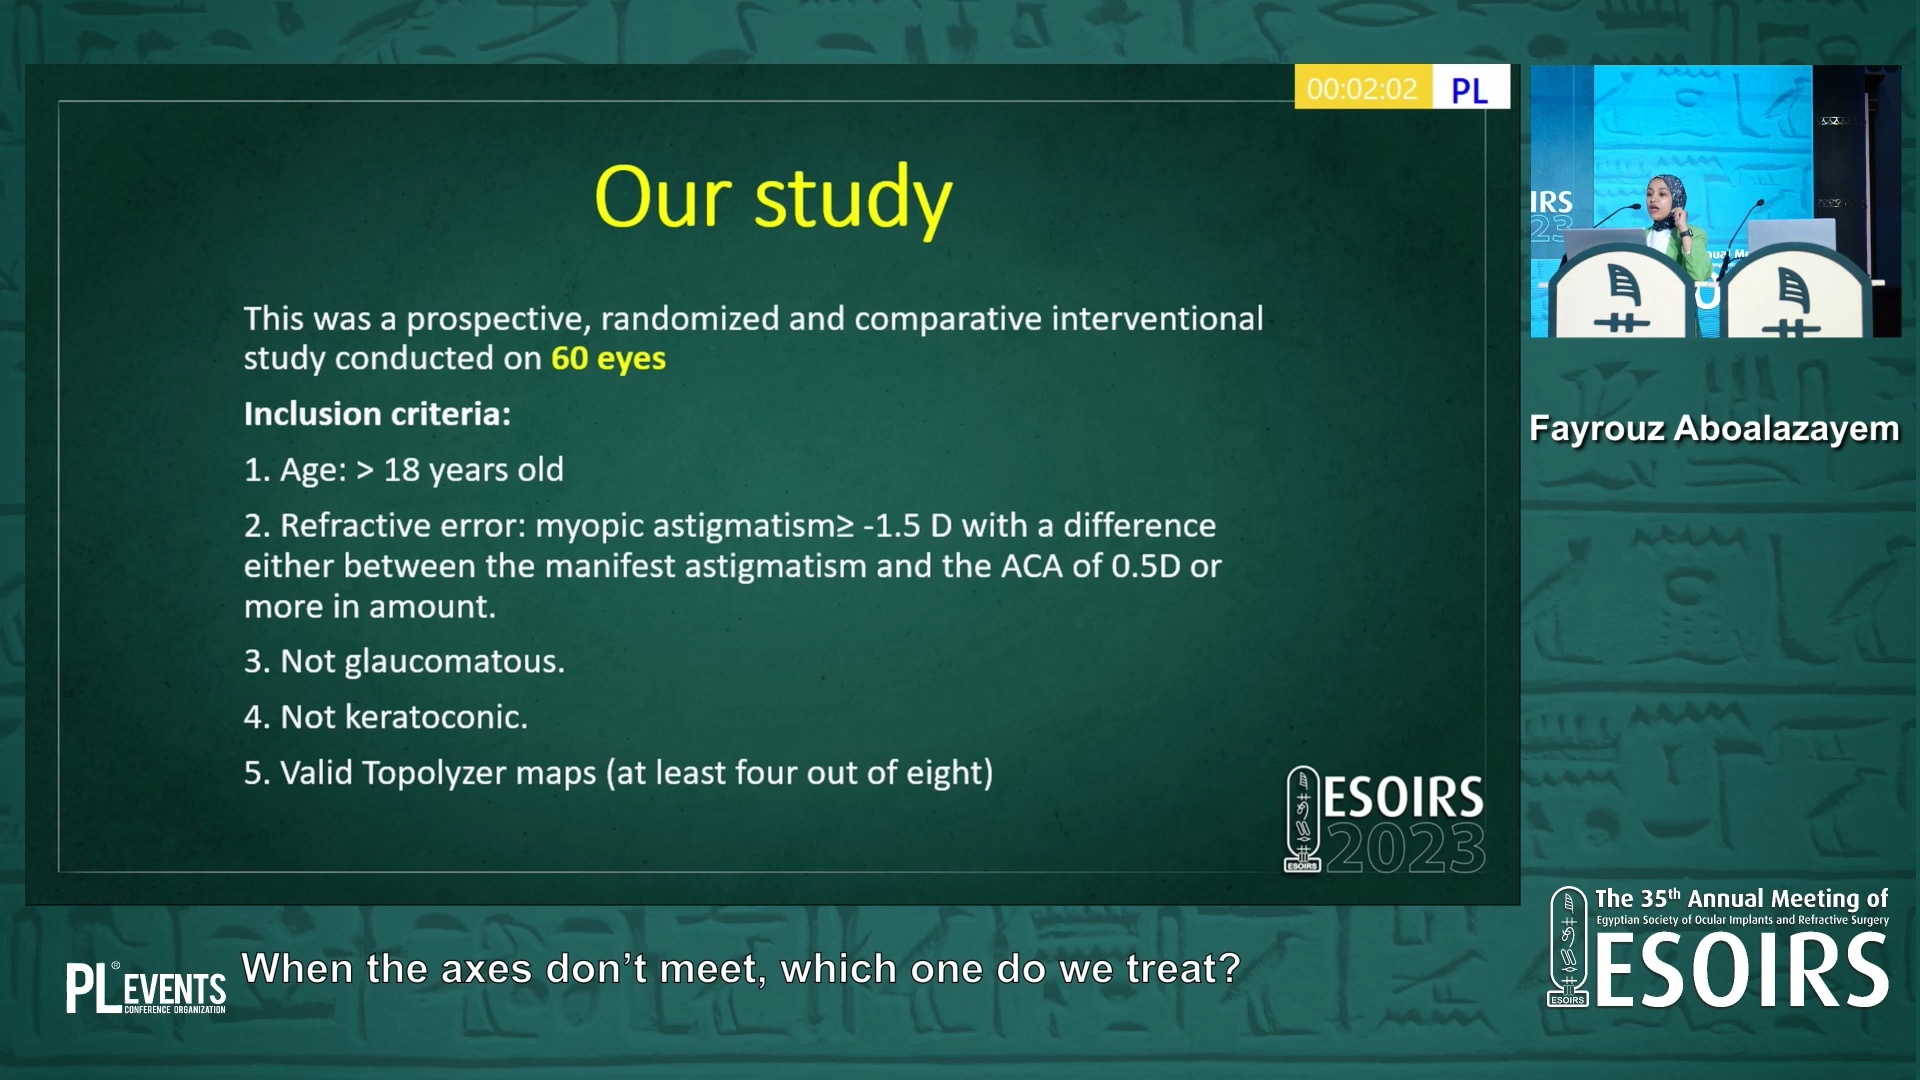 00:02:02 PL
Our study
This was a prospective, randomized and comparative interventional
study conducted on 60 eyes
Inclusion criteria:
1. Age: > 18 years old
2. Refractive error: myopic astigmatism≥ -1.5 D with a difference
either between the manifest astigmatism and the ACA of 0.5D or
more in amount.
3. Not glaucomatous.
4. Not keratoconic.
5. Valid Topolyzer maps (at least four out of eight)
ESOIRS
2023
ESOIRS
IRS
23
Fayrouz Aboalazayem
PL EVENTS ®
CONFERENCE ORGANIZATION
When the axes don’t meet, which one do we treat?
The 35th Annual Meeting of
Egyptian Society of Ocular Implants and Refractive Surgery
ESOIRS
ESOIRS